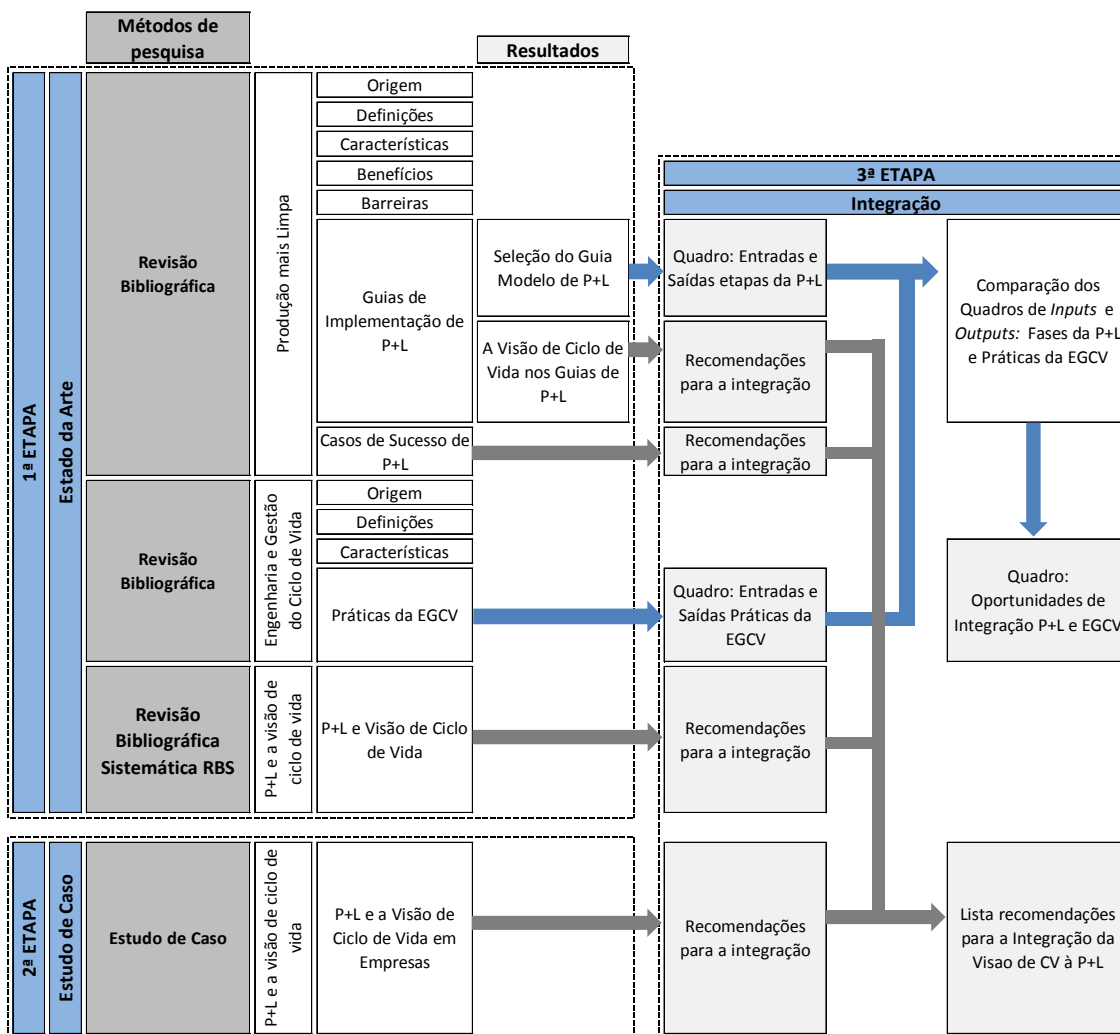 Métodos de
pesquisa
Resultados
1ª ETAPA
Estado da Arte
Revisão
Bibliográfica
Produção mais Limpa
Origem
Definições
Características
Benefícios
Barreiras
Guias de
Implementação de
P+L
Seleção do Guia
Modelo de P+L
A Visão de Ciclo de
Vida nos Guias de
P+L
Casos de Sucesso de
P+L
Revisão
Bibliográfica
Engenharia e Gestão
do Ciclo de Vida
Origem
Definições
Características
Práticas da EGCV
Revisão
Bibliográfica
Sistemática RBS
P+L e a visão de
ciclo de vida
P+L e Visão de Ciclo
de Vida
2ª ETAPA
Estudo de Caso
Estudo de Caso
P+L e a visão de ciclo de
vida
P+L e a Visão de
Ciclo de Vida em
Empresas
3ª ETAPA
Integração
Quadro: Entradas e
Saídas etapas da P+L
Recomendações
para a integração
Recomendações
para a integração
Quadro: Entradas e
Saídas Práticas da
EGCV
Recomendações
para a integração
Recomendações
para a integração
Comparação dos
Quadros de Inputs e
Outputs: Fases da P+L
e Práticas da EGCV
Quadro:
Oportunidades de
Integração P+L e EGCV
Lista recomendações
para a Integração da
Visao de CV à P+L